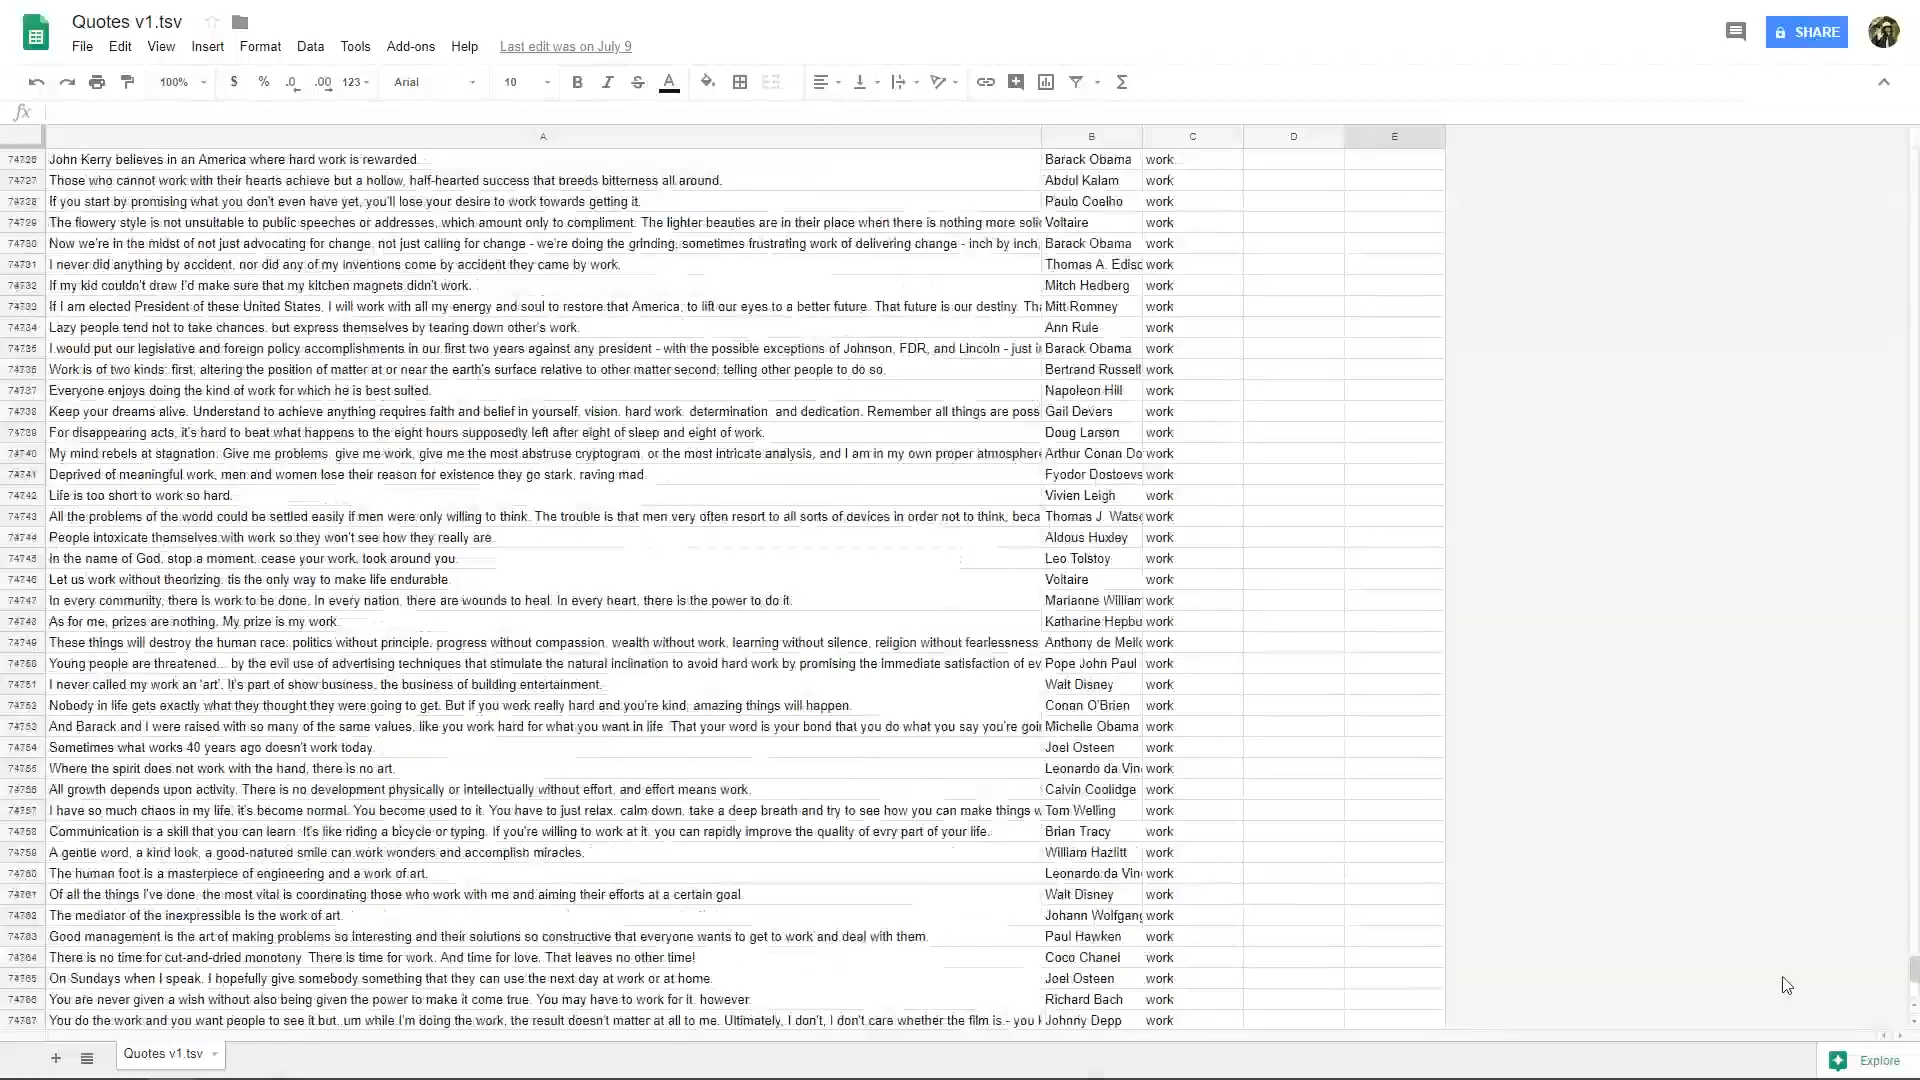 Quotes v1.tsv
File Edit View Insert Format Data Tools Add-ons Help Last edit was on July 9
SHARE
100% $ % .0 .00 123 Arial 10 B I S A
fx
A B C D E
74726 John Kerry believes in an America where hard work is rewarded. Barack Obama work
74727 Those who cannot work with their hearts achieve but a hollow, half-hearted success that breeds bitterness all around. Abdul Kalam work
74728 If you start by promising what you don't even have yet, you'll lose your desire to work towards getting it. Paulo Coelho work
74729 The flowery style is not unsuitable to public speeches or addresses, which amount only to compliment. The lighter beauties are in their place when there is nothing more soli Voltaire work
74730 Now we're in the midst of not just advocating for change, not just calling for change - we're doing the grinding, sometimes frustrating work of delivering change - inch by inch, Barack Obama work
74731 I never did anything by accident, nor did any of my inventions come by accident they came by work. Thomas A. Edisc work
74732 If my kid couldn't draw I'd make sure that my kitchen magnets didn't work. Mitch Hedberg work
74733 If I am elected President of these United States, I will work with all my energy and soul to restore that America, to lift our eyes to a better future. That future is our destiny. Tha Mitt Romney work
74734 Lazy people tend not to take chances, but express themselves by tearing down other's work. Ann Rule work
74735 I would put our legislative and foreign policy accomplishments in our first two years against any president - with the possible exceptions of Johnson, FDR, and Lincoln - just i Barack Obama work
74736 Work is of two kinds: first, altering the position of matter at or near the earth's surface relative to other matter second, telling other people to do so. Bertrand Russell work
74737 Everyone enjoys doing the kind of work for which he is best suited. Napoleon Hill work
74738 Keep your dreams alive. Understand to achieve anything requires faith and belief in yourself, vision, hard work, determination, and dedication. Remember all things are poss Gail Devers work
74739 For disappearing acts, it's hard to beat what happens to the eight hours supposedly left after eight of sleep and eight of work. Doug Larson work
74740 My mind rebels at stagnation. Give me problems, give me work, give me the most abstruse cryptogram, or the most intricate analysis, and I am in my own proper atmosphere Arthur Conan Do work
74741 Deprived of meaningful work, men and women lose their reason for existence they go stark, raving mad. Fyodor Dostoevs work
74742 Life is too short to work so hard. Vivien Leigh work
74743 All the problems of the world could be settled easily if men were only willing to think. The trouble is that men very often resort to all sorts of devices in order not to think, beca Thomas J. Watsc work
74744 People intoxicate themselves with work so they won't see how they really are. Aldous Huxley work
74745 In the name of God, stop a moment, cease your work, look around you. Leo Tolstoy work
74746 Let us work without theorizing, tis the only way to make life endurable. Voltaire work
74747 In every community, there is work to be done. In every nation, there are wounds to heal. In every heart, there is the power to do it. Marianne William work
74748 As for me, prizes are nothing. My prize is my work. Katharine Hepbu work
74749 These things will destroy the human race: politics without principle, progress without compassion, wealth without work, learning without silence, religion without fearlessness Anthony de Mello work
74750 Young people are threatened... by the evil use of advertising techniques that stimulate the natural inclination to avoid hard work by promising the immediate satisfaction of ev Pope John Paul work
74751 I never called my work an 'art'. It's part of show business, the business of building entertainment. Walt Disney work
74752 Nobody in life gets exactly what they thought they were going to get. But if you work really hard and you're kind, amazing things will happen. Conan O'Brien work
74753 And Barack and I were raised with so many of the same values, like you work hard for what you want in life. That your word is your bond that you do what you say you're goi Michelle Obama work
74754 Sometimes what works 40 years ago doesn't work today. Joel Osteen work
74755 Where the spirit does not work with the hand, there is no art. Leonardo da Vinc work
74756 All growth depends upon activity. There is no development physically or intellectually without effort, and effort means work. Calvin Coolidge work
74757 I have so much chaos in my life, it's become normal. You become used to it. You have to just relax, calm down, take a deep breath and try to see how you can make things w Tom Welling work
74758 Communication is a skill that you can learn. It's like riding a bicycle or typing. If you're willing to work at it, you can rapidly improve the quality of evry part of your life. Brian Tracy work
74759 A gentle word, a kind look, a good-natured smile can work wonders and accomplish miracles. William Hazlitt work
74760 The human foot is a masterpiece of engineering and a work of art. Leonardo da Vinc work
74761 Of all the things I've done, the most vital is coordinating those who work with me and aiming their efforts at a certain goal. Walt Disney work
74762 The mediator of the inexpressible is the work of art. Johann Wolfgang work
74763 Good management is the art of making problems so interesting and their solutions so constructive that everyone wants to get to work and deal with them. Paul Hawken work
74764 There is no time for cut-and-dried monotony. There is time for work. And time for love. That leaves no other time! Coco Chanel work
74765 On Sundays when I speak, I hopefully give somebody something that they can use the next day at work or at home. Joel Osteen work
74766 You are never given a wish without also being given the power to make it come true. You may have to work for it, however. Richard Bach work
74767 You do the work and you want people to see it but, um while I'm doing the work, the result doesn't matter at all to me. Ultimately, I don't, I don't care whether the film is - you k Johnny Depp work
Quotes v1.tsv
Explore